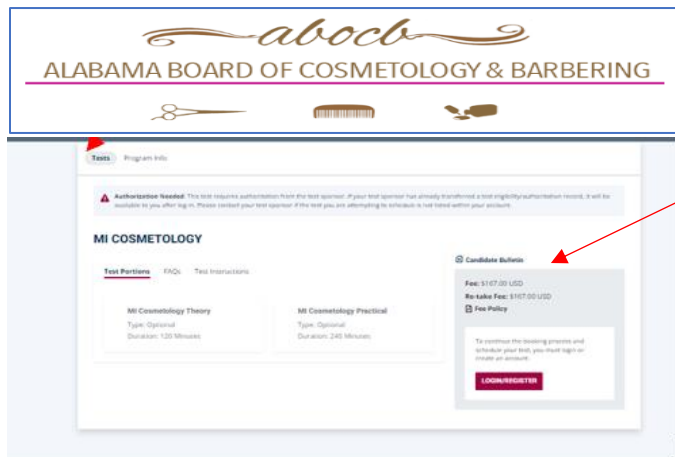 abocb
ALABAMA BOARD OF COSMETOLOGY & BARBERING
Tests Program Info
Authorization Needed: This test requires authorization from the test sponsor. If your test sponsor has already transferred a test eligibility/authorization record, it will be
available to you after log in. Please contact your test sponsor if the test you are attempting to schedule is not listed within your account.
MI COSMETOLOGY
Candidate Bulletin
Test Portions FAQs Test Instructions
Fee: $167.00 USD
Re-take Fee: $167.00 USD
Fee Policy
MI Cosmetology Theory
Type: Optional
Duration: 120 Minutes
MI Cosmetology Practical
Type: Optional
Duration: 240 Minutes
To continue the booking process and
schedule your test, you must login or
create an account.
LOGIN/REGISTER